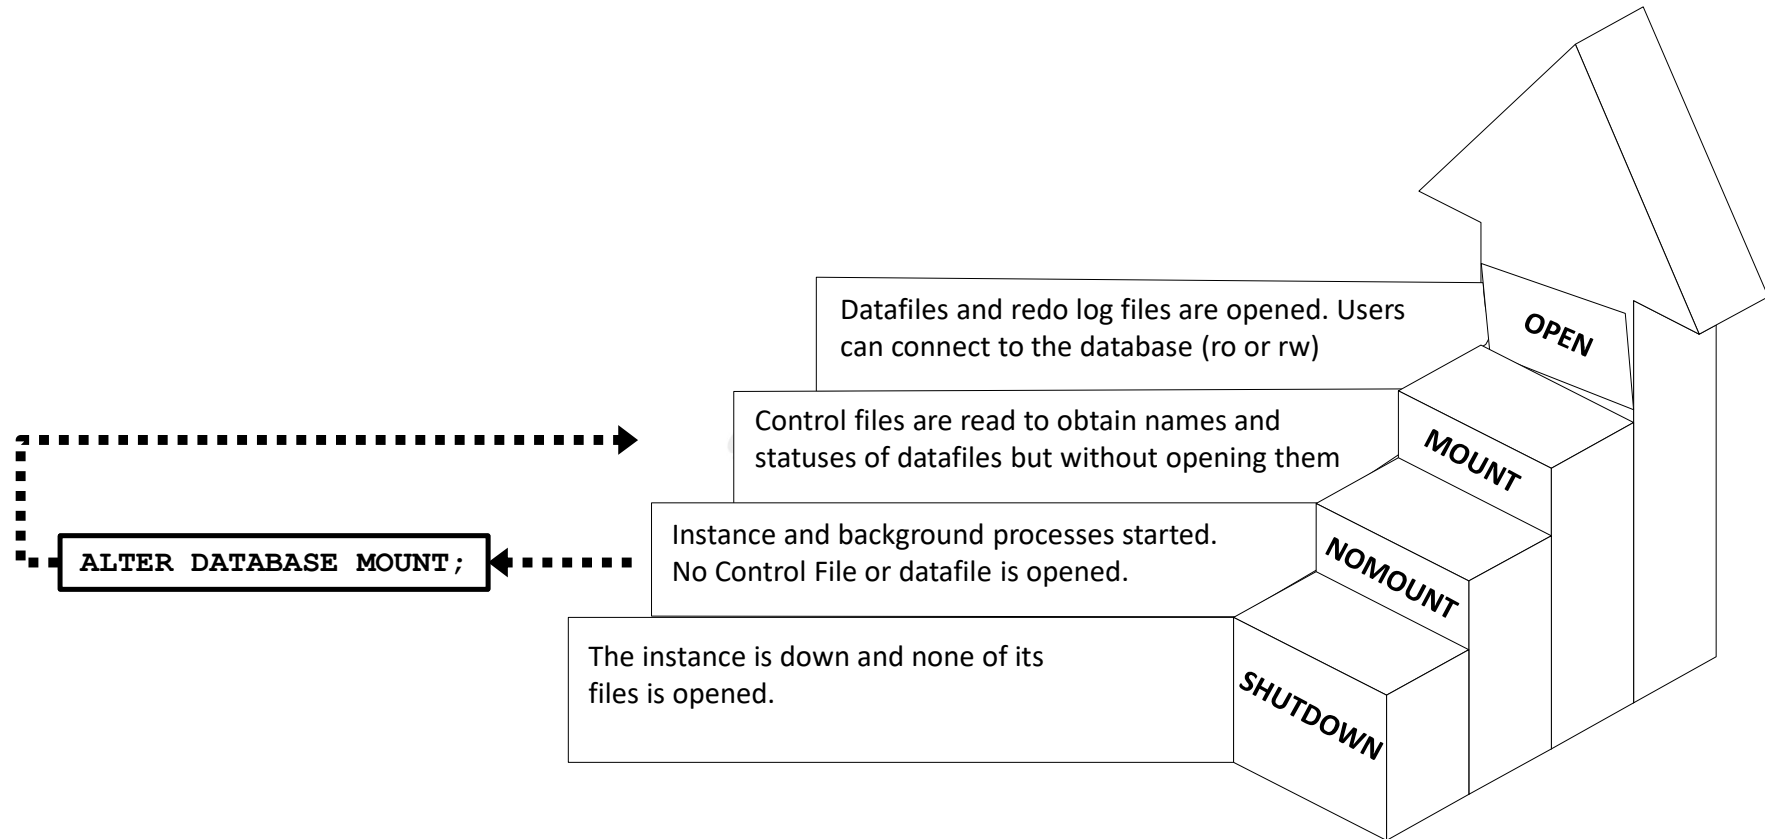 Datafiles and redo log files are opened. Users
can connect to the database (ro or rw)
OPEN
Control files are read to obtain names and
statuses of datafiles but without opening them
MOUNT
Instance and background processes started.
No Control File or datafile is opened.
NOMOUNT
ALTER DATABASE MOUNT;
The instance is down and none of its
files is opened.
SHUTDOWN